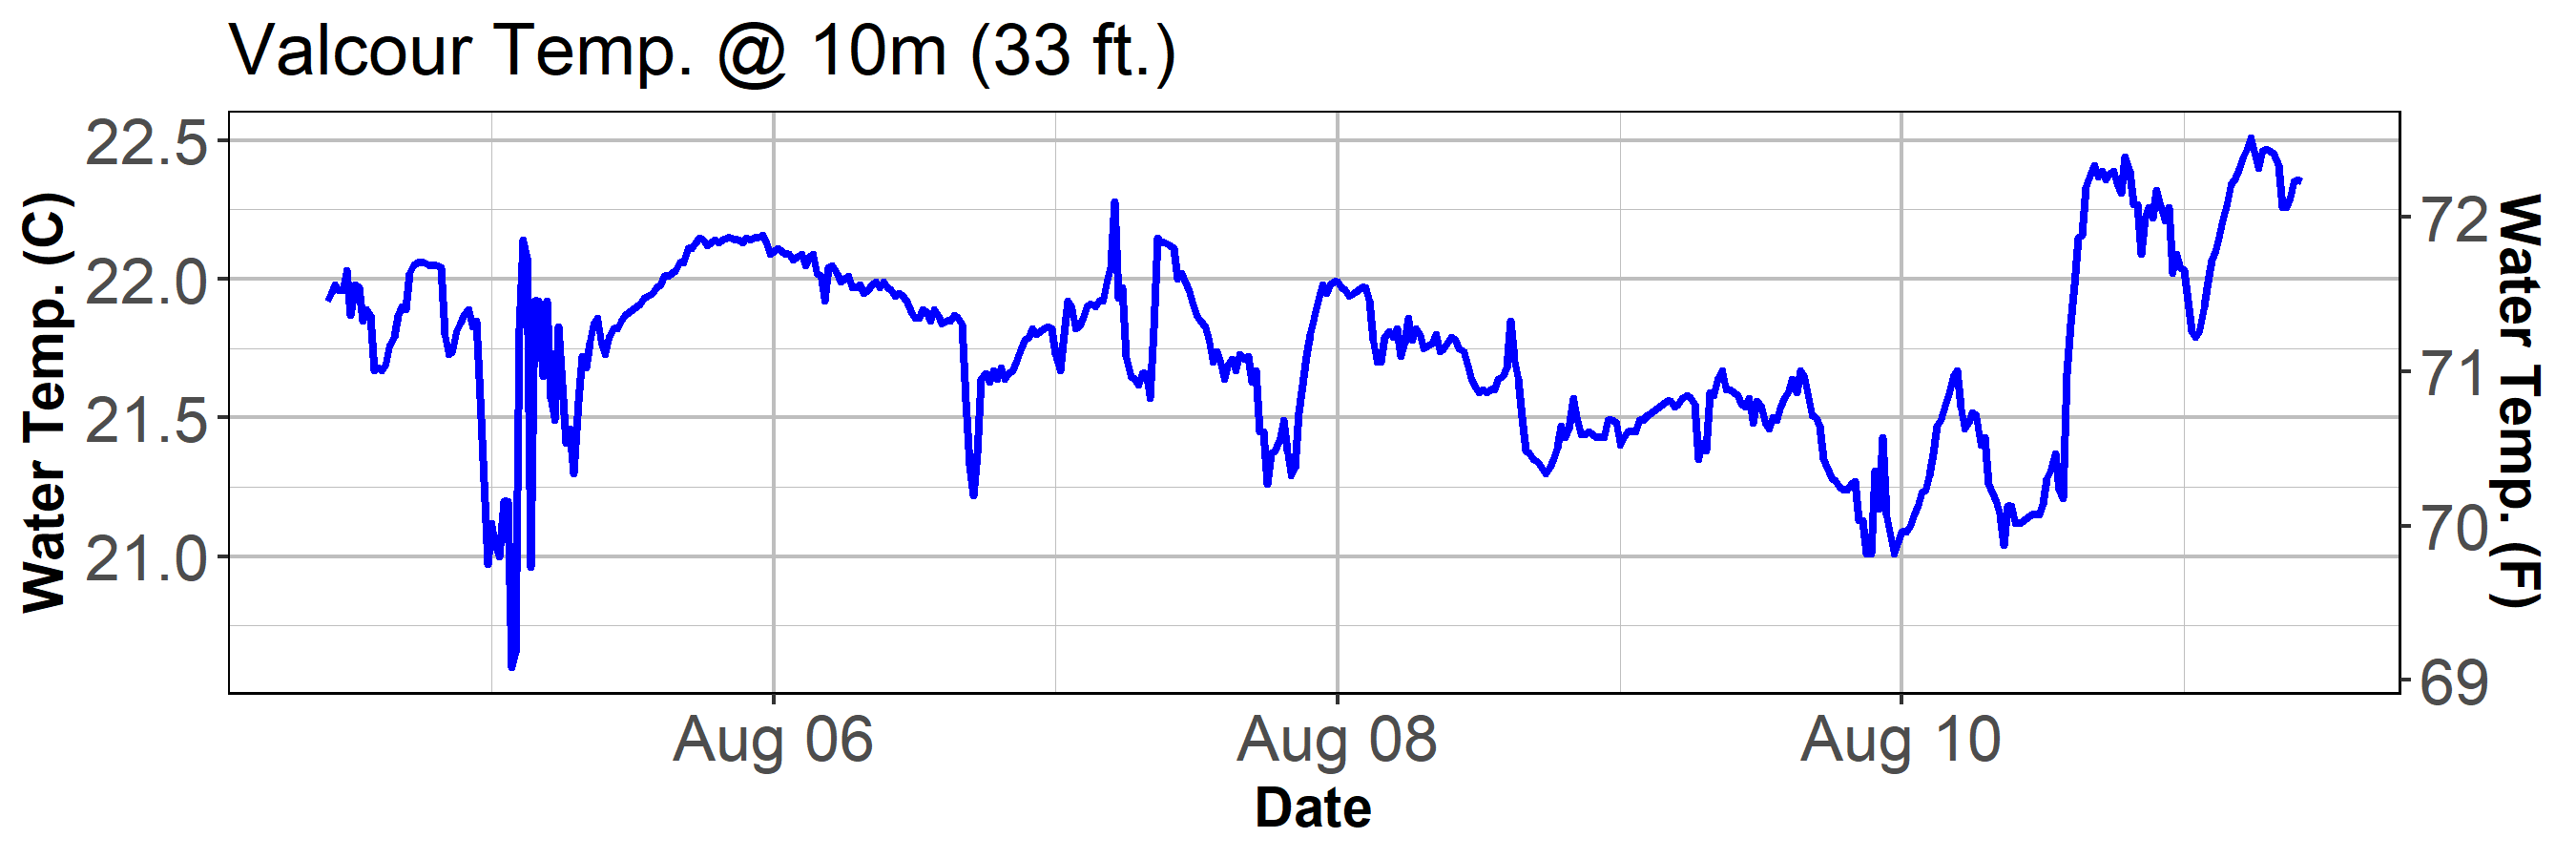 Valcour Temp. @ 10m (33 ft.)
Water Temp. (C)
22.5
22.0
21.5
21.0
72
71
70
69
Water Temp. (F)
Aug 06
Aug 08
Aug 10
Date